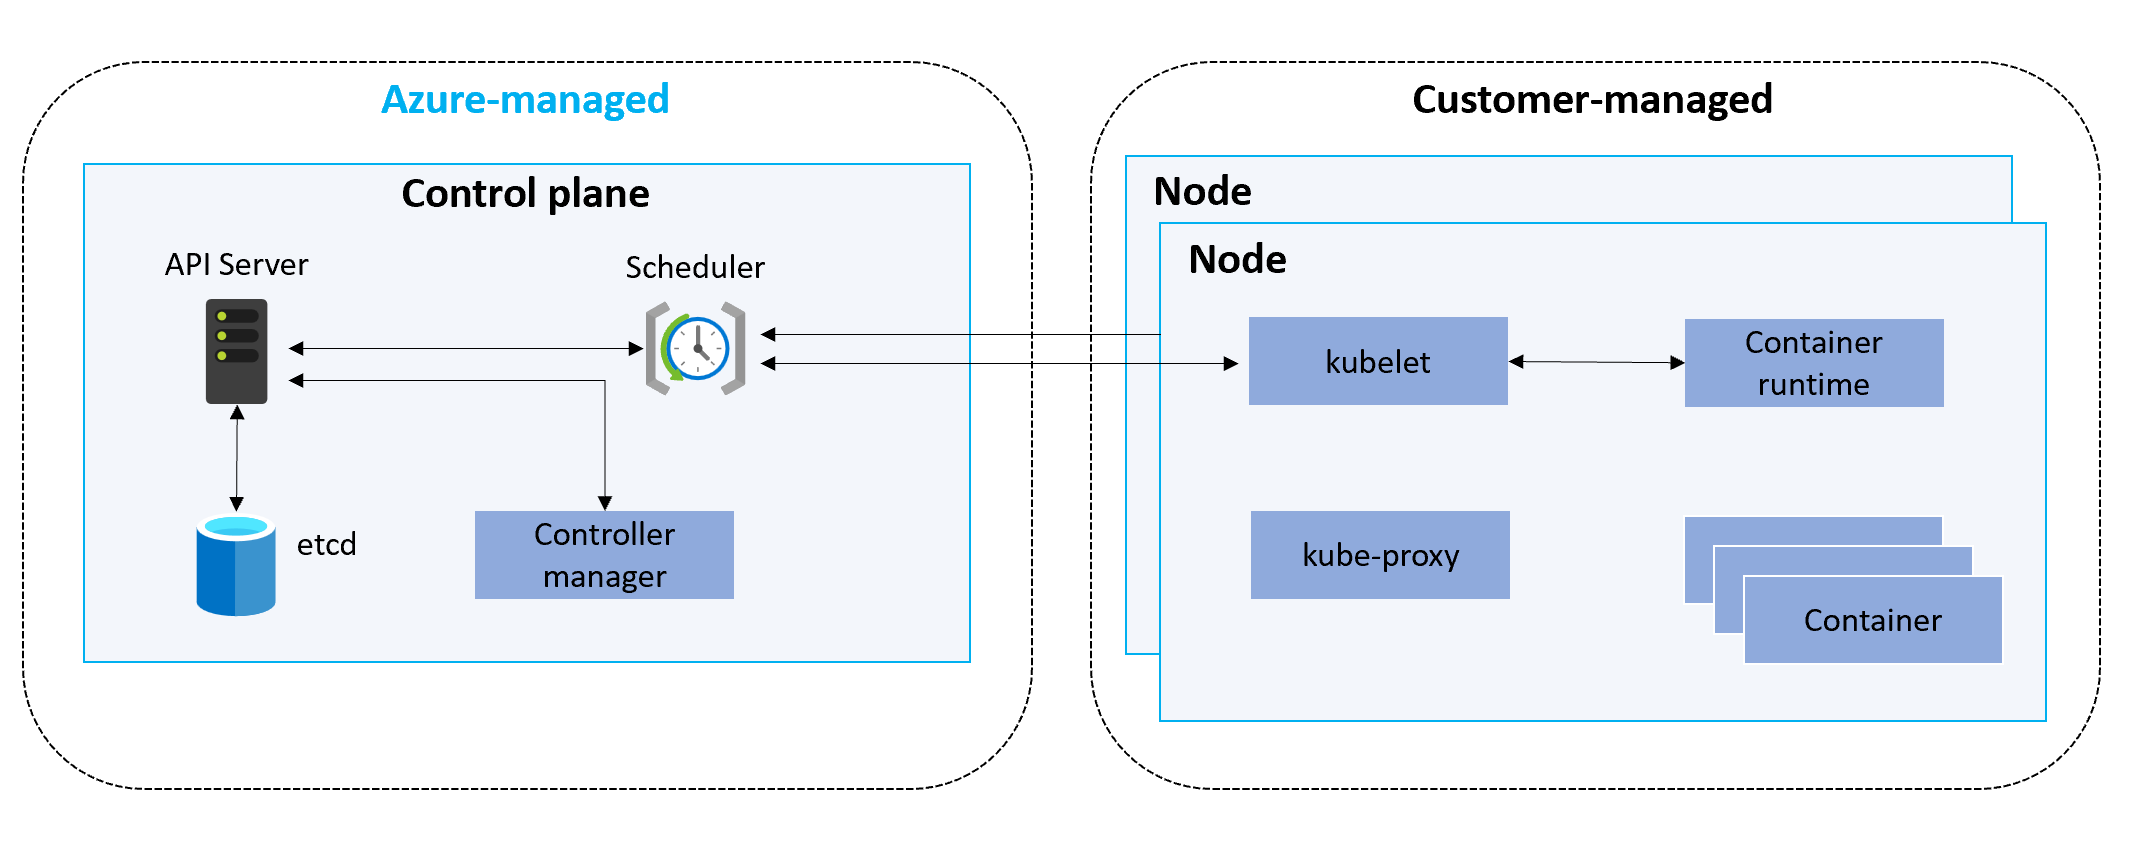 Azure-managed
Control plane
API Server
Scheduler
etcd
Controller
manager
Customer-managed
Node
Node
kubelet
Container
runtime
kube-proxy
Container